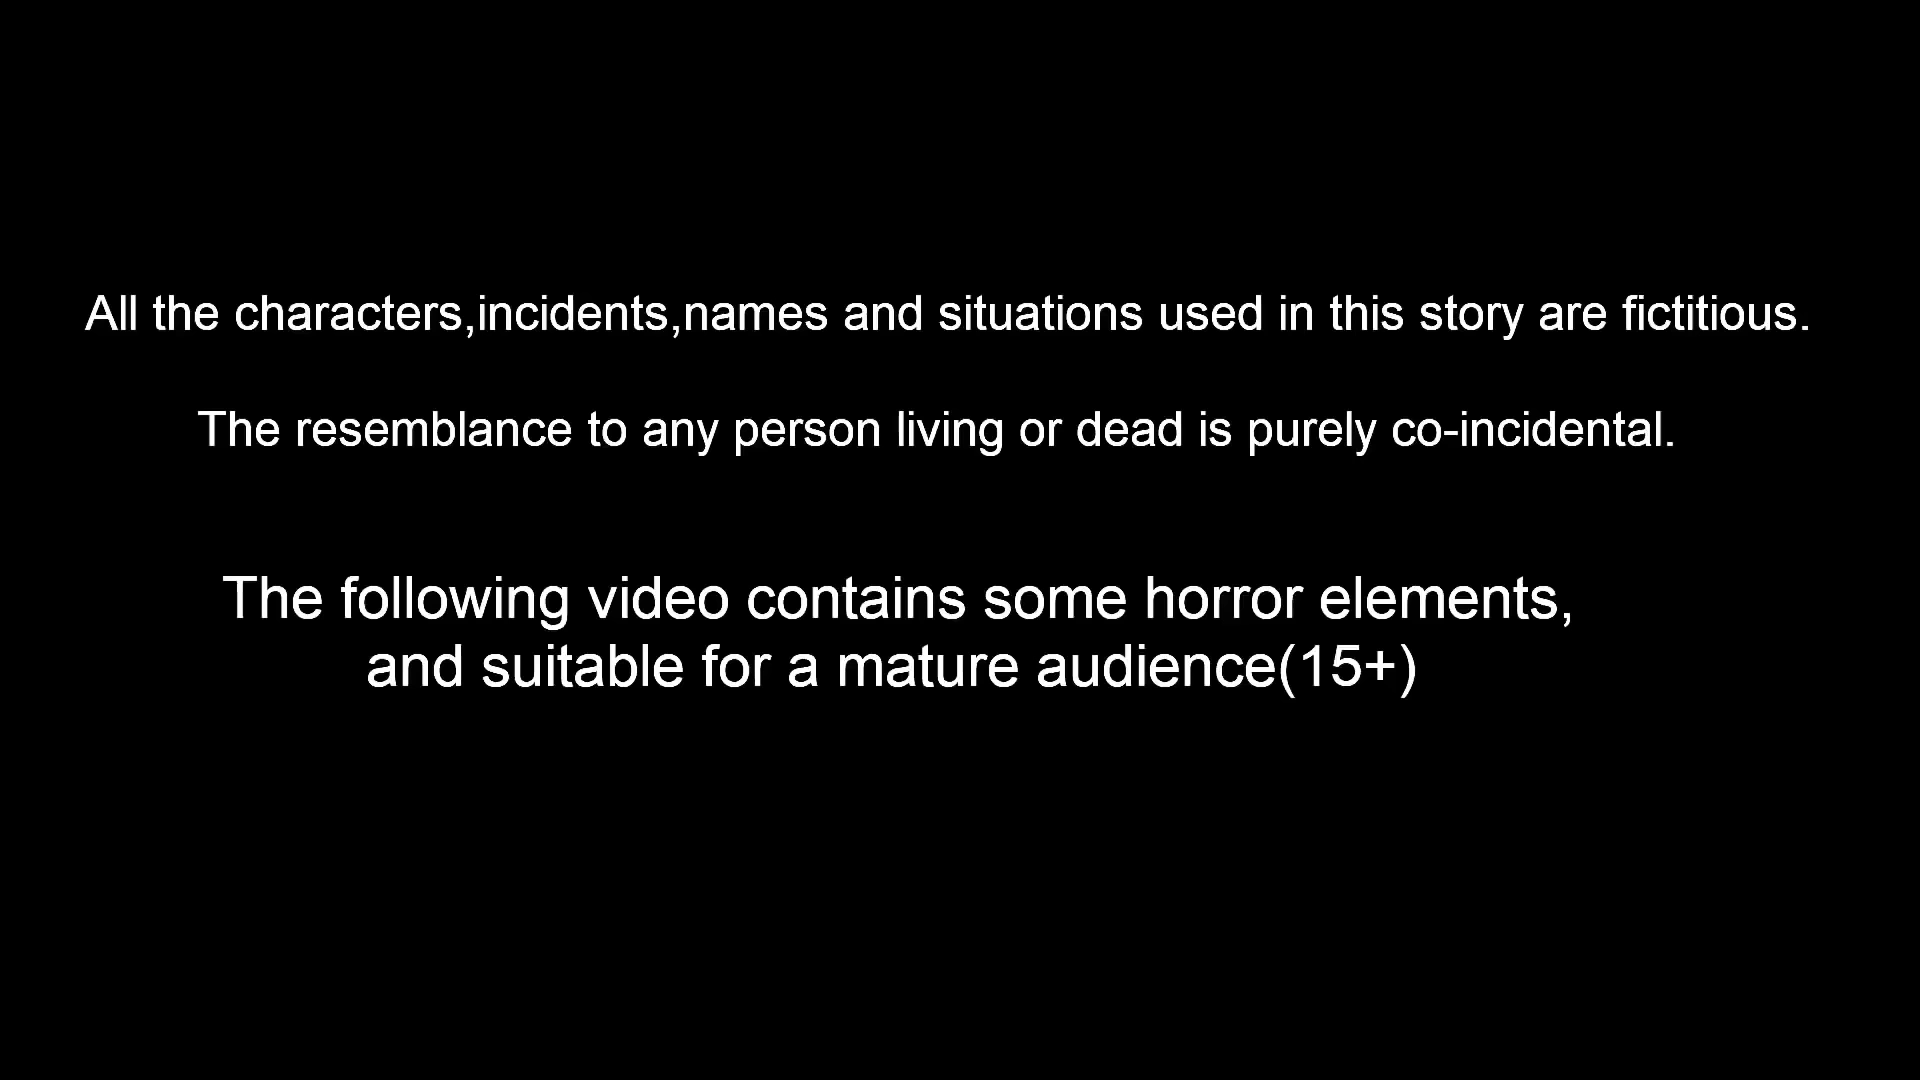 All the characters,incidents,names and situations used in this story are fictitious.
The resemblance to any person living or dead is purely co-incidental.
The following video contains some horror elements,
and suitable for a mature audience(15+)